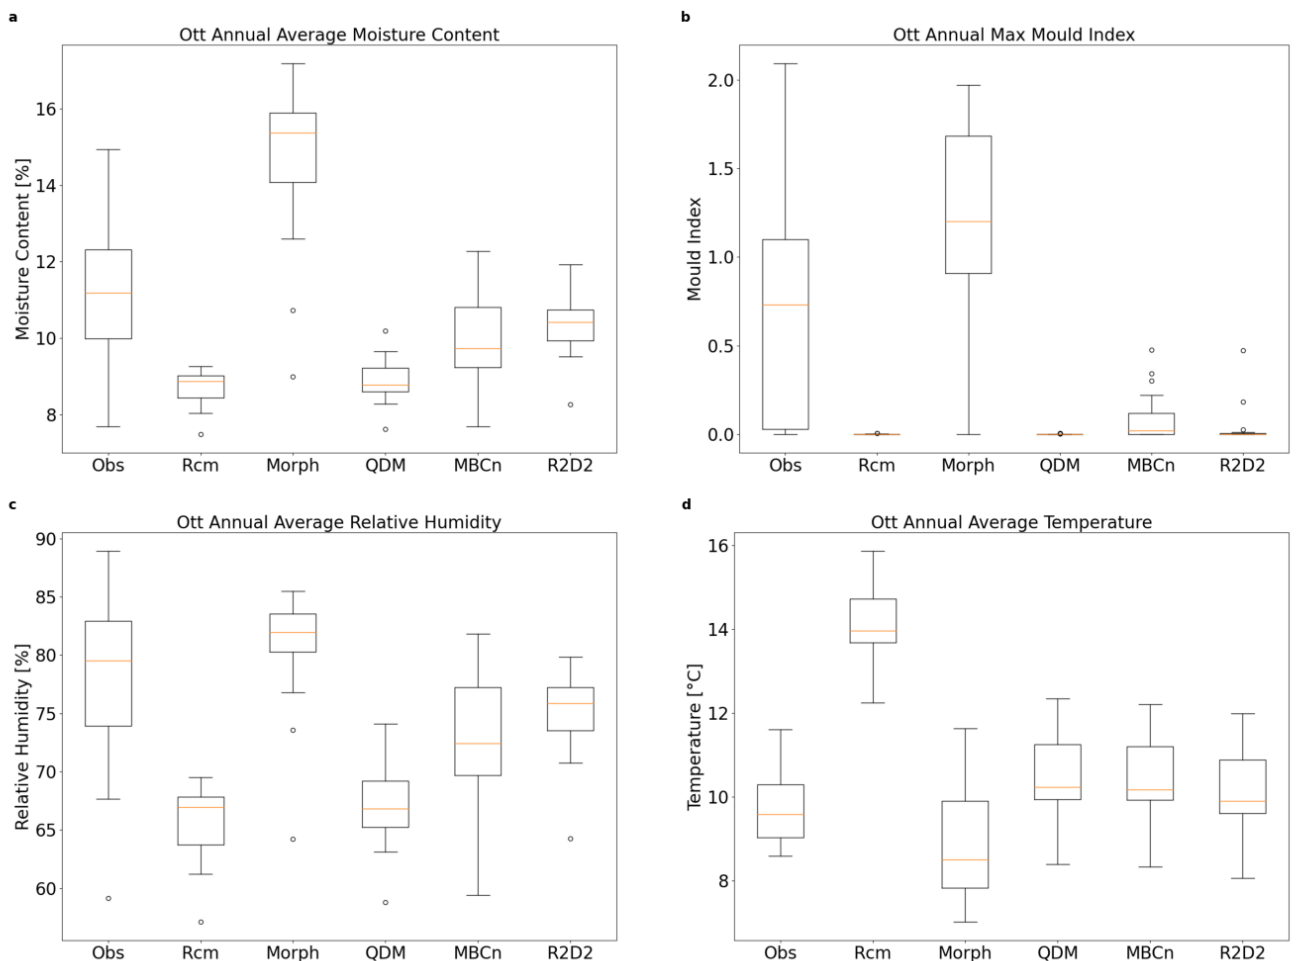 a
Ott Annual Average Moisture Content
Moisture Content [%]
16
14
12
10
8
Obs Rcm Morph QDM MBCn R2D2
b
Ott Annual Max Mould Index
Mould Index
2.0
1.5
1.0
0.5
0.0
Obs Rcm Morph QDM MBCn R2D2
c
Ott Annual Average Relative Humidity
Relative Humidity [%]
90
85
80
75
70
65
60
Obs Rcm Morph QDM MBCn R2D2
d
Ott Annual Average Temperature
Temperature [°C]
16
14
12
10
8
Obs Rcm Morph QDM MBCn R2D2